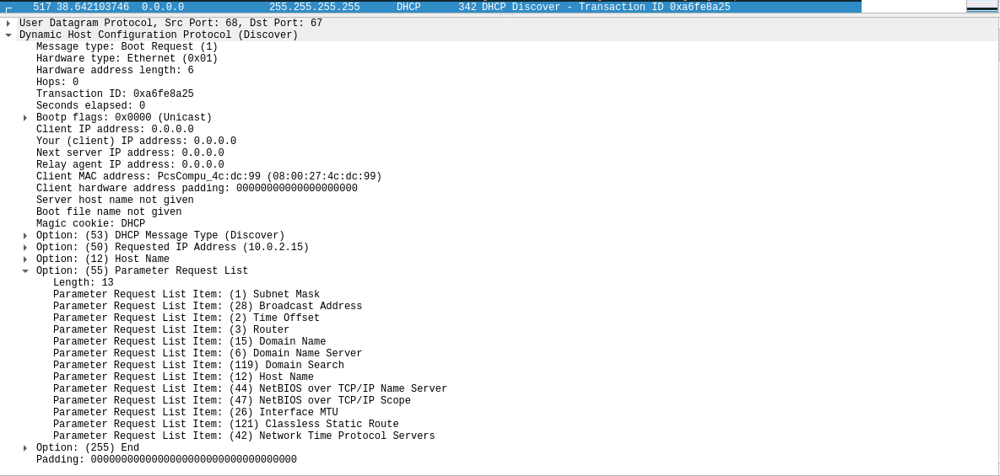 517 38.642103746 0.0.0.0 255.255.255.255 DHCP 342 DHCP Discover - Transaction ID 0xa6fe8a25
User Datagram Protocol, Src Port: 68, Dst Port: 67
Dynamic Host Configuration Protocol (Discover)
Message type: Boot Request (1)
Hardware type: Ethernet (0x01)
Hardware address length: 6
Hops: 0
Transaction ID: 0xa6fe8a25
Seconds elapsed: 0
Bootp flags: 0x0000 (Unicast)
Client IP address: 0.0.0.0
Your (client) IP address: 0.0.0.0
Next server IP address: 0.0.0.0
Relay agent IP address: 0.0.0.0
Client MAC address: PcsCompu_4c:dc:99 (08:00:27:4c:dc:99)
Client hardware address padding: 00000000000000000000
Server host name not given
Boot file name not given
Magic cookie: DHCP
Option: (53) DHCP Message Type (Discover)
Option: (50) Requested IP Address (10.0.2.15)
Option: (12) Host Name
Option: (55) Parameter Request List
Length: 13
Parameter Request List Item: (1) Subnet Mask
Parameter Request List Item: (28) Broadcast Address
Parameter Request List Item: (2) Time Offset
Parameter Request List Item: (3) Router
Parameter Request List Item: (15) Domain Name
Parameter Request List Item: (6) Domain Name Server
Parameter Request List Item: (119) Domain Search
Parameter Request List Item: (12) Host Name
Parameter Request List Item: (44) NetBIOS over TCP/IP Name Server
Parameter Request List Item: (47) NetBIOS over TCP/IP Scope
Parameter Request List Item: (26) Interface MTU
Parameter Request List Item: (121) Classless Static Route
Parameter Request List Item: (42) Network Time Protocol Servers
Option: (255) End
Padding: 0000000000000000000000000000000000